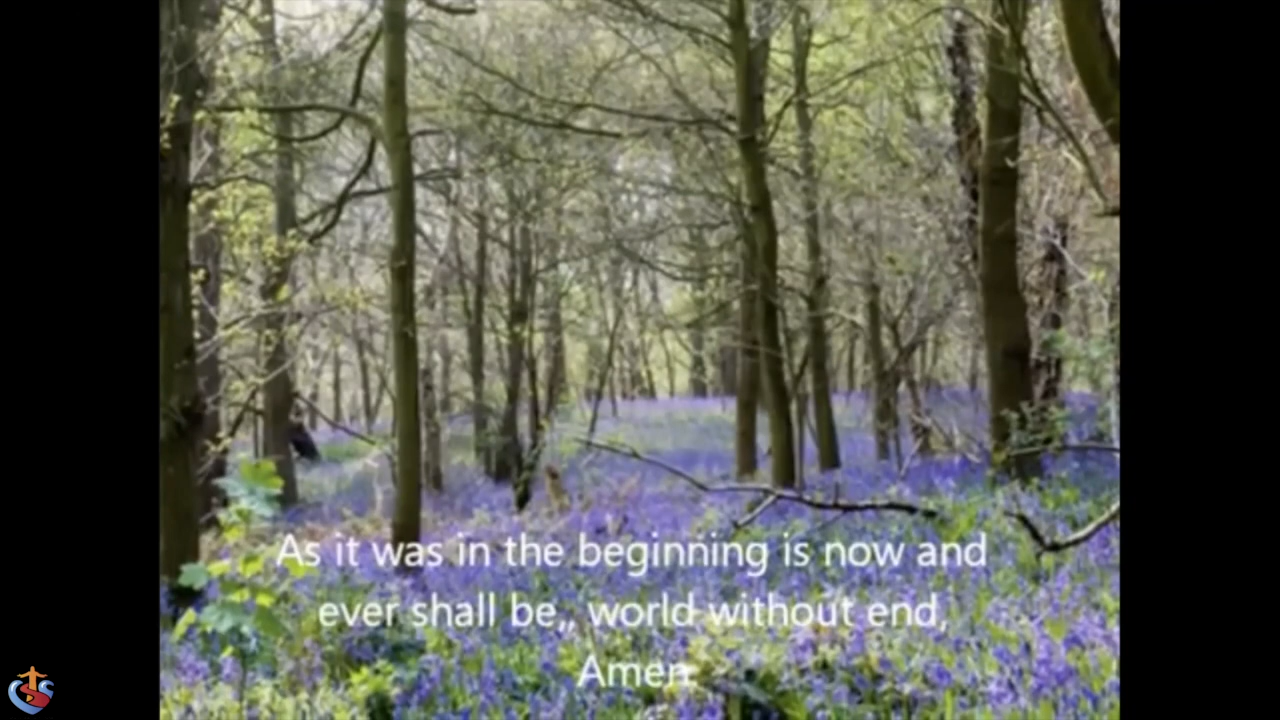 As it was in the beginning is now and
ever shall be,, world without end,
Amen.